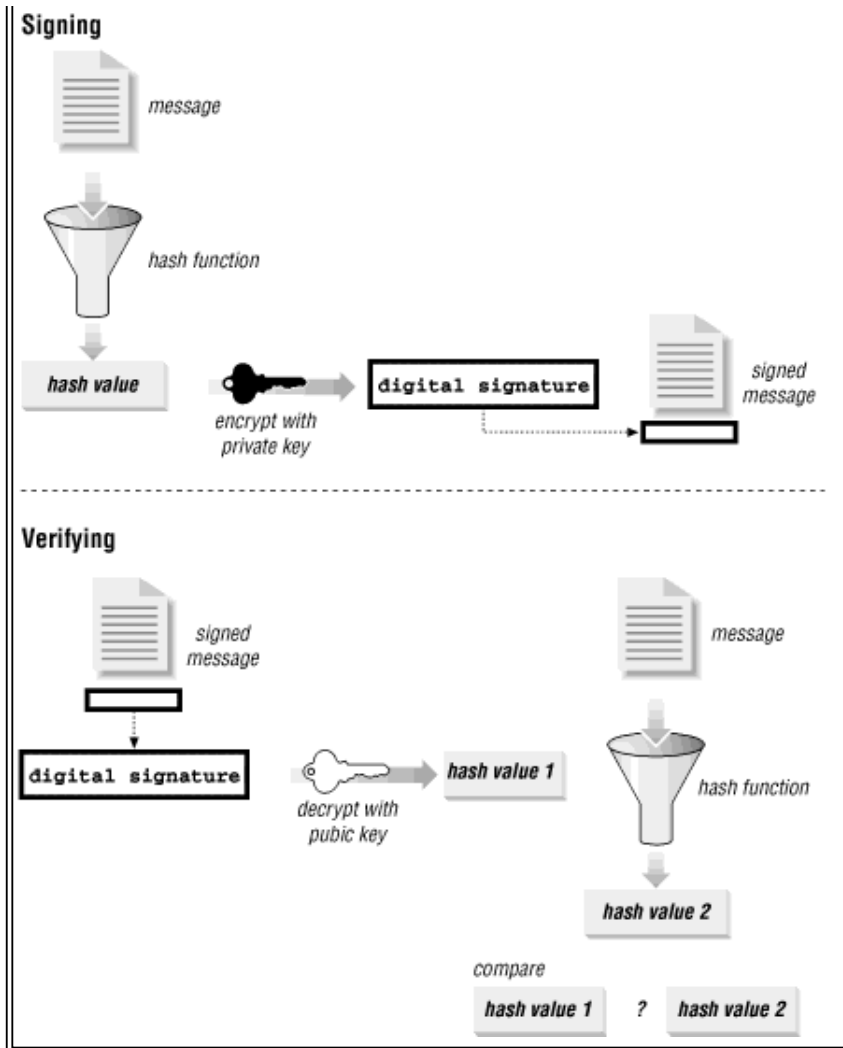 Signing
message
hash function
hash value
encrypt with
private key
digital signature
signed
message
Verifying
signed
message
digital signature
decrypt with
pubic key
hash value 1
message
hash function
hash value 2
compare
hash value 1 ? hash value 2